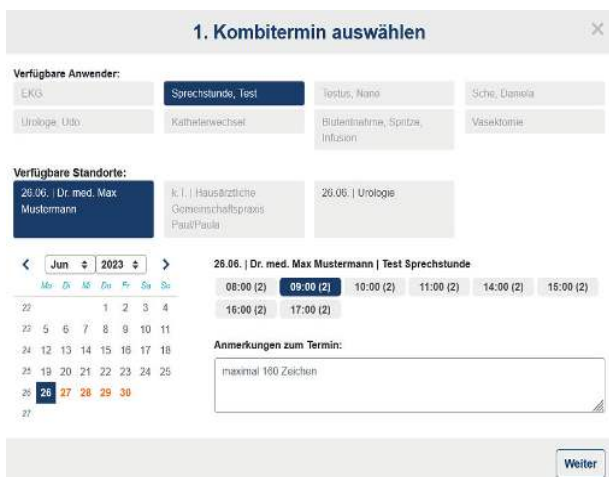 1. Kombitermin auswählen
×
Verfügbare Anwender:
EKG
Sprechstunde, Test
Testus, Nano
Sche, Daniela
Urologe, Udo
Katheterwechsel
Blutentnahme, Spritze,
Infusion
Vasektomie
Verfügbare Standorte:
26.06. | Dr. med. Max
Mustermann
k.T. | Hausärztliche
Gemeinschaftspraxis
Paul/Paula
26.06. | Urologie
Jun 2023
Mo Di Mi Do Fr Sa So
22 1 2 3 4
23 5 6 7 8 9 10 11
24 12 13 14 15 16 17 18
25 19 20 21 22 23 24 25
26 26 27 28 29 30
27
26.06. | Dr. med. Max Mustermann | Test Sprechstunde
08:00 (2) 09:00 (2) 10:00 (2) 11:00 (2) 14:00 (2) 15:00 (2)
16:00 (2) 17:00 (2)
Anmerkungen zum Termin:
maximal 160 Zeichen
Weiter